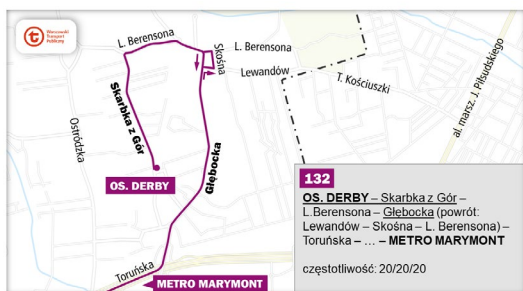 Warszawski
Transport
Publiczny
L. Berensona
Skośna
L. Berensona
Lewandów
T. Kościuszki
al. marsz. J. Piłsudskiego
Ostródzka
Skarbka z Gór
Głębocka
OS. DERBY
Toruńska
METRO MARYMONT
132
OS. DERBY – Skarbka z Gór –
L.Berensona – Głębocka (powrót:
Lewandów – Skośna – L. Berensona) –
Toruńska – ... – METRO MARYMONT
częstotliwość: 20/20/20